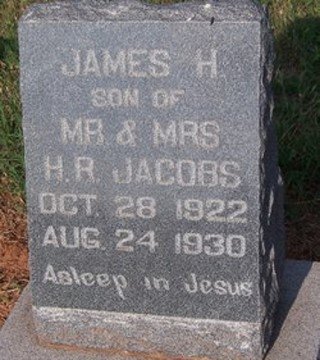 JAMES H
SON OF
MR & MRS
H.R. JACOBS
OCT. 28 1922
AUG. 24 1930
Asleep in Jesus